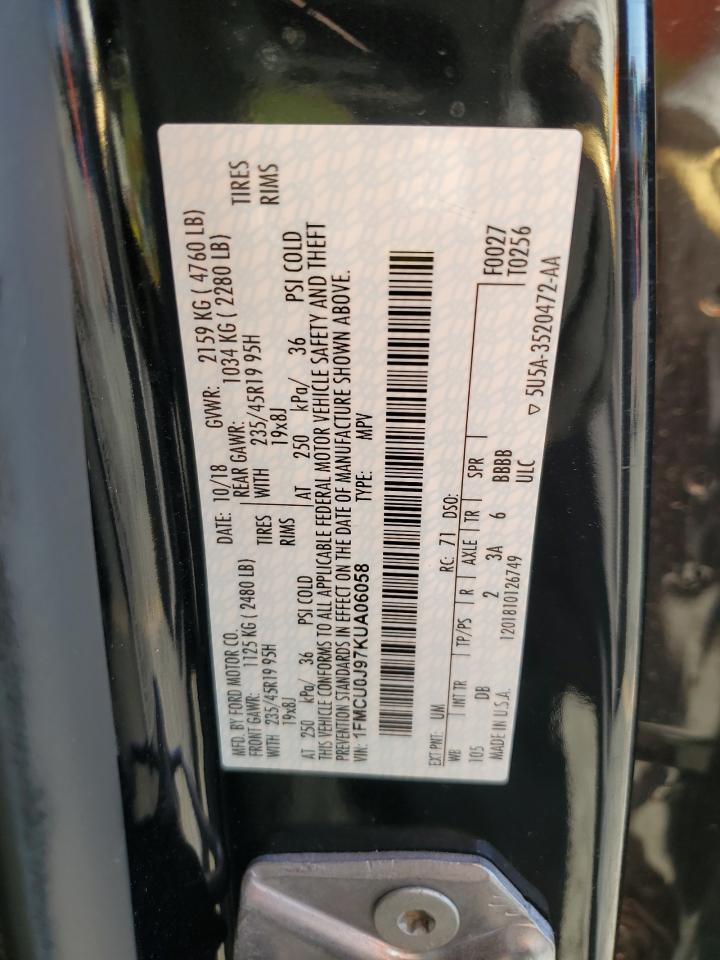 MFD. BY FORD MOTOR CO. DATE: 10/18 GVWR: 2159 KG ( 4760 LB)
FRONT GAWR: 1125 KG ( 2480 LB) REAR GAWR: 1034 KG ( 2280 LB)
WITH 235/45R19 95H TIRES WITH 235/45R19 95H TIRES
19x8J RIMS 19x8J RIMS
AT 250 kPa/ 36 PSI COLD AT 250 kPa/ 36 PSI COLD
THIS VEHICLE CONFORMS TO ALL APPLICABLE FEDERAL MOTOR VEHICLE SAFETY AND THEFT
PREVENTION STANDARDS IN EFFECT ON THE DATE OF MANUFACTURE SHOWN ABOVE.
VIN: 1FMCU0J97KUA06058 TYPE: MPV
EXT PNT: UM RC: 71 DSO:
WB INT TR TP/PS R AXLE TR SPR F0027
105 DB 2 3A 6 BBBB T0256
MADE IN U.S.A. 1201810126749 ULC ▽ 5U5A-3520472-AA